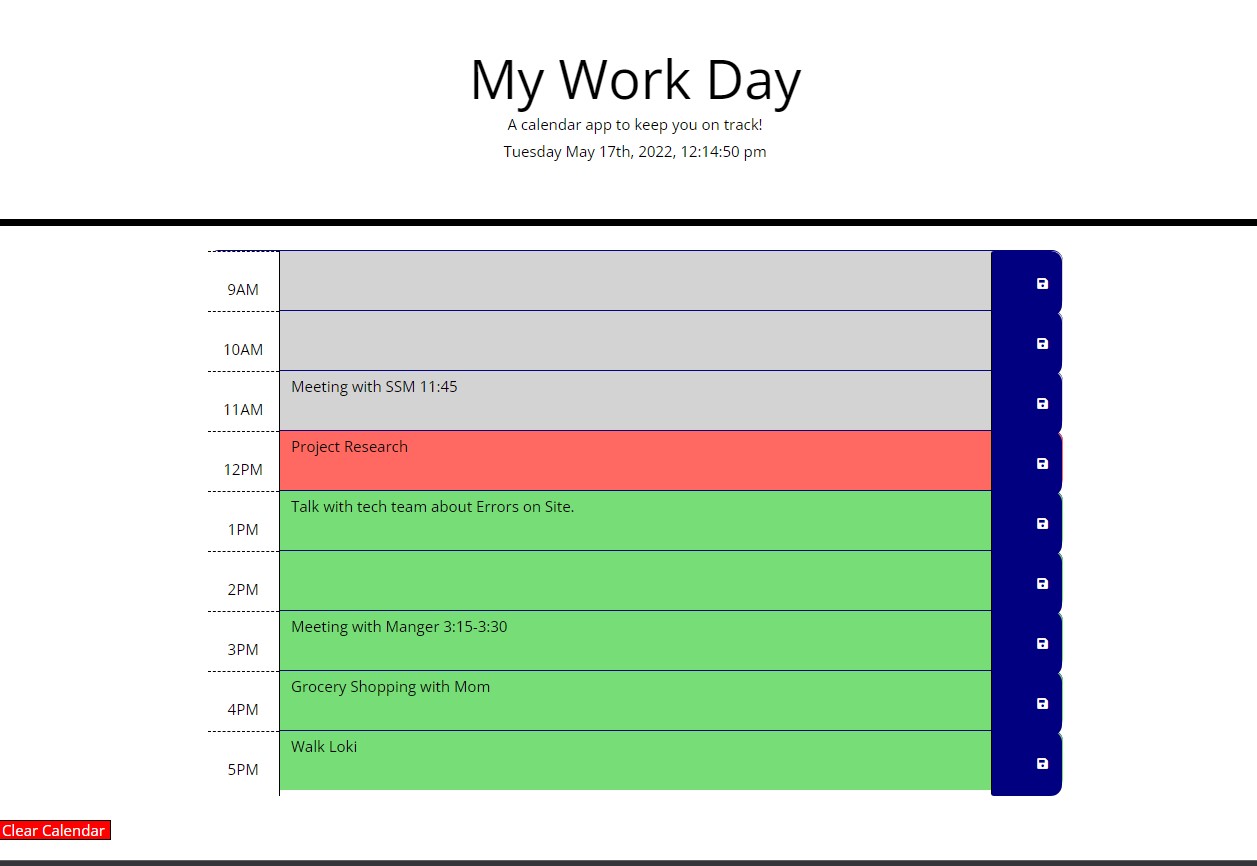 My Work Day
A calendar app to keep you on track!
Tuesday May 17th, 2022, 12:14:50 pm
9AM
10AM
Meeting with SSM 11:45
11AM
Project Research
12PM
Talk with tech team about Errors on Site.
1PM
2PM
Meeting with Manger 3:15-3:30
3PM
Grocery Shopping with Mom
4PM
Walk Loki
5PM
Clear Calendar